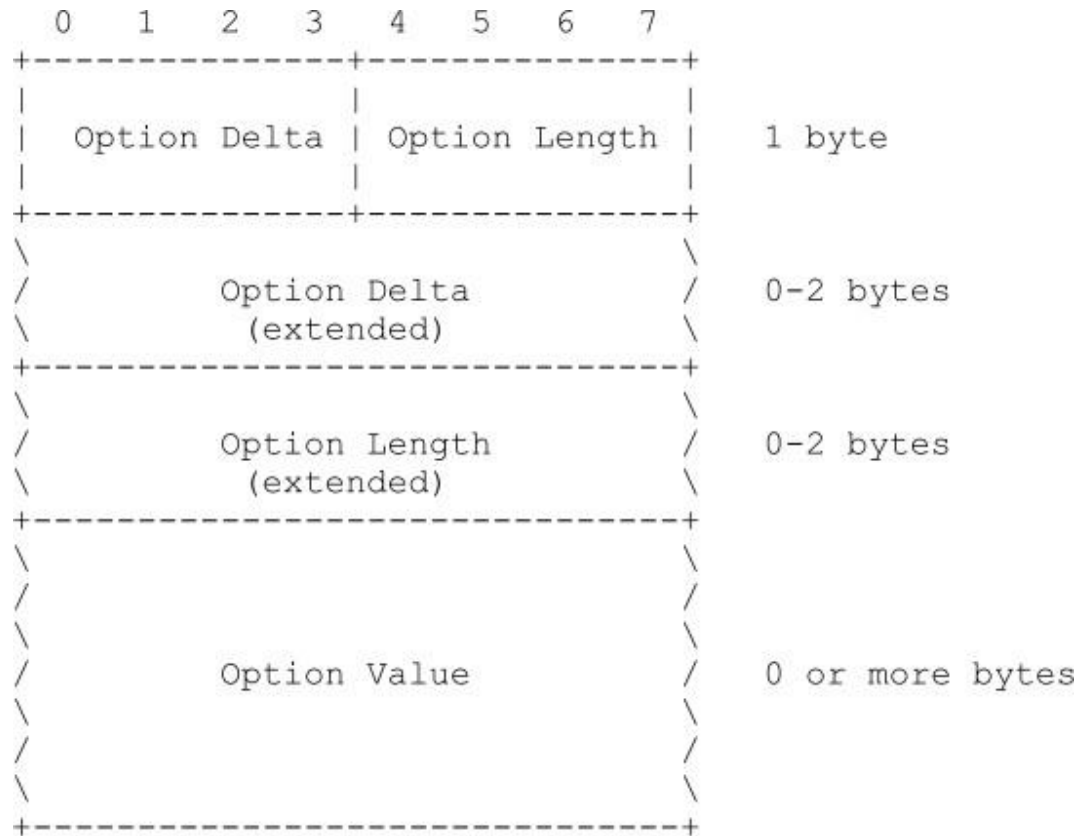 0 1 2 3 4 5 6 7
Option Delta | Option Length 1 byte
Option Delta 0-2 bytes
(extended)
Option Length 0-2 bytes
(extended)
Option Value 0 or more bytes